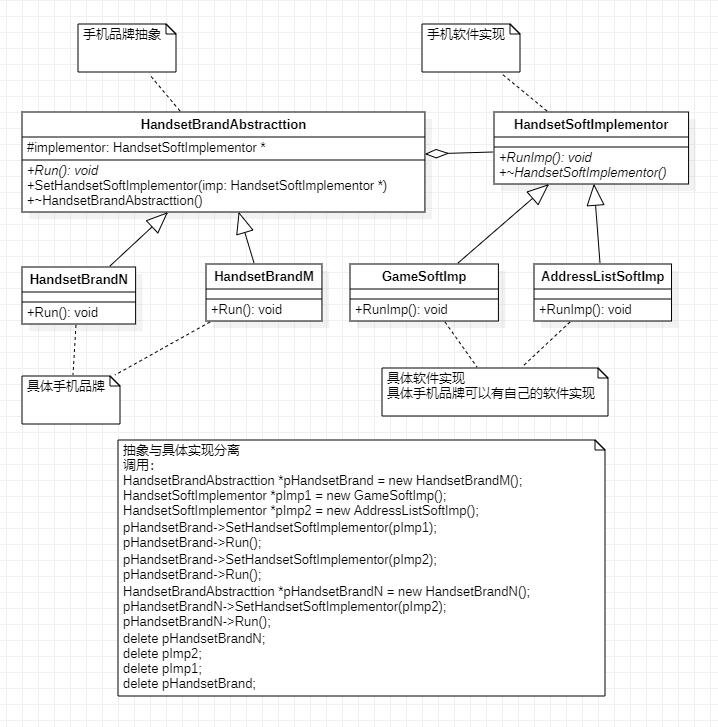 手机品牌抽象
手机软件实现
HandsetBrandAbstracttion
#implementor: HandsetSoftImplementor *
+Run(): void
+SetHandsetSoftImplementor(imp: HandsetSoftImplementor *)
+~HandsetBrandAbstracttion()
HandsetSoftImplementor
+RunImp(): void
+~HandsetSoftImplementor()
HandsetBrandN
+Run(): void
HandsetBrandM
+Run(): void
GameSoftImp
+RunImp(): void
AddressListSoftImp
+RunImp(): void
具体手机品牌
具体软件实现
具体手机品牌可以有自己的软件实现
抽象与具体实现分离
调用：
HandsetBrandAbstracttion *pHandsetBrand = new HandsetBrandM();
HandsetSoftImplementor *pImp1 = new GameSoftImp();
HandsetSoftImplementor *pImp2 = new AddressListSoftImp();
pHandsetBrand->SetHandsetSoftImplementor(pImp1);
pHandsetBrand->Run();
pHandsetBrand->SetHandsetSoftImplementor(pImp2);
pHandsetBrand->Run();
HandsetBrandAbstracttion *pHandsetBrandN = new HandsetBrandN();
pHandsetBrandN->SetHandsetSoftImplementor(pImp2);
pHandsetBrandN->Run();
delete pHandsetBrandN;
delete pImp2;
delete pImp1;
delete pHandsetBrand;